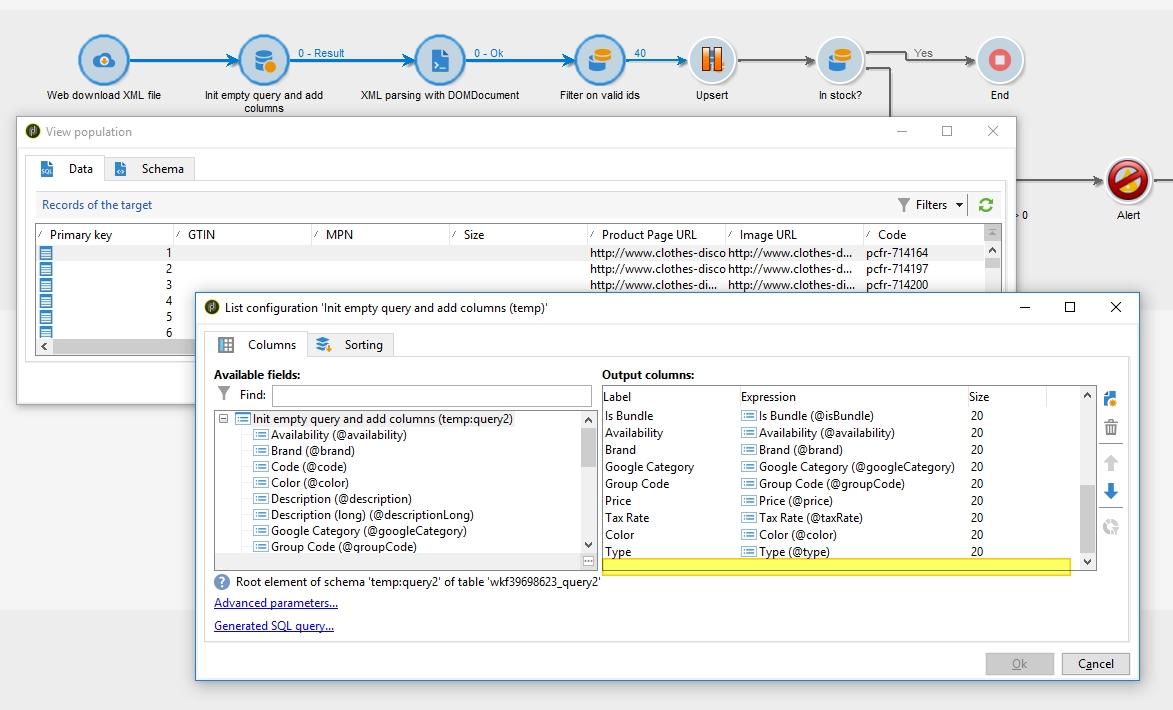 0 - Result
0 - Ok
40
Yes
Web download XML file
Init empty query and add
columns
XML parsing with DOMDocument
Filter on valid ids
Upsert
In stock?
End
View population
Data
Schema
Records of the target
Filters
> 0
Alert
Primary key
GTIN
MPN
Size
Product Page URL
Image URL
Code
1
http://www.clothes-disco
http://www.clothes-d...
pcfr-714164
2
http://www.clothes-disco
http://www.clothes-d...
pcfr-714197
3
http://www.clothes-di...
http://www.clothes-d...
pcfr-714200
4
5
6
List configuration 'Init empty query and add columns (temp)'
Columns
Sorting
Available fields:
Find:
Init empty query and add columns (temp:query2)
Availability (@availability)
Brand (@brand)
Code (@code)
Color (@color)
Description (@description)
Description (long) (@descriptionLong)
Google Category (@googleCategory)
Group Code (@groupCode)
Output columns:
Label
Expression
Size
Is Bundle
Is Bundle (@isBundle)
20
Availability
Availability (@availability)
20
Brand
Brand (@brand)
20
Google Category
Google Category (@googleCategory)
20
Group Code
Group Code (@groupCode)
20
Price
Price (@price)
20
Tax Rate
Tax Rate (@taxRate)
20
Color
Color (@color)
20
Type
Type (@type)
20
Root element of schema 'temp:query2' of table 'wkf39698623_query2'
Advanced parameters...
Generated SQL query...
Ok
Cancel